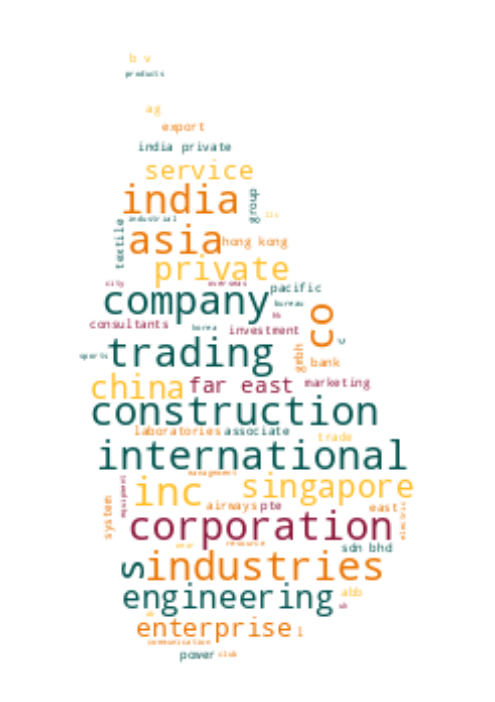 b v
products
ag
export
india private
service
india
group
llc
industrial
textile
asia
hong kong
private
city
overseas
pacific
company
bureau
co
consultants
korea
investment
trading
sports
gmbh
bank
china
far east
marketing
construction
laboratories associate
trade
international
management
inc
singapore
equipment
system
airways pte
east
electric
corporation
resource
sdn bhd
s
industries
engineering
abb
uk
enterprise
l
communication
power
club